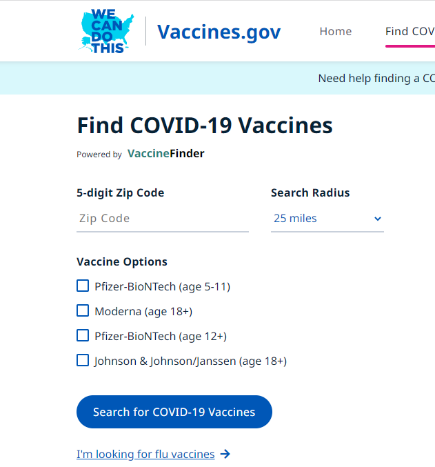 WE
CAN
DO
THIS
Vaccines.gov
Home
Find COV
Need help finding a CO
Find COVID-19 Vaccines
Powered by VaccineFinder
5-digit Zip Code
Search Radius
Zip Code
25 miles
Vaccine Options
Pfizer-BioNTech (age 5-11)
Moderna (age 18+)
Pfizer-BioNTech (age 12+)
Johnson & Johnson/Janssen (age 18+)
Search for COVID-19 Vaccines
I'm looking for flu vaccines